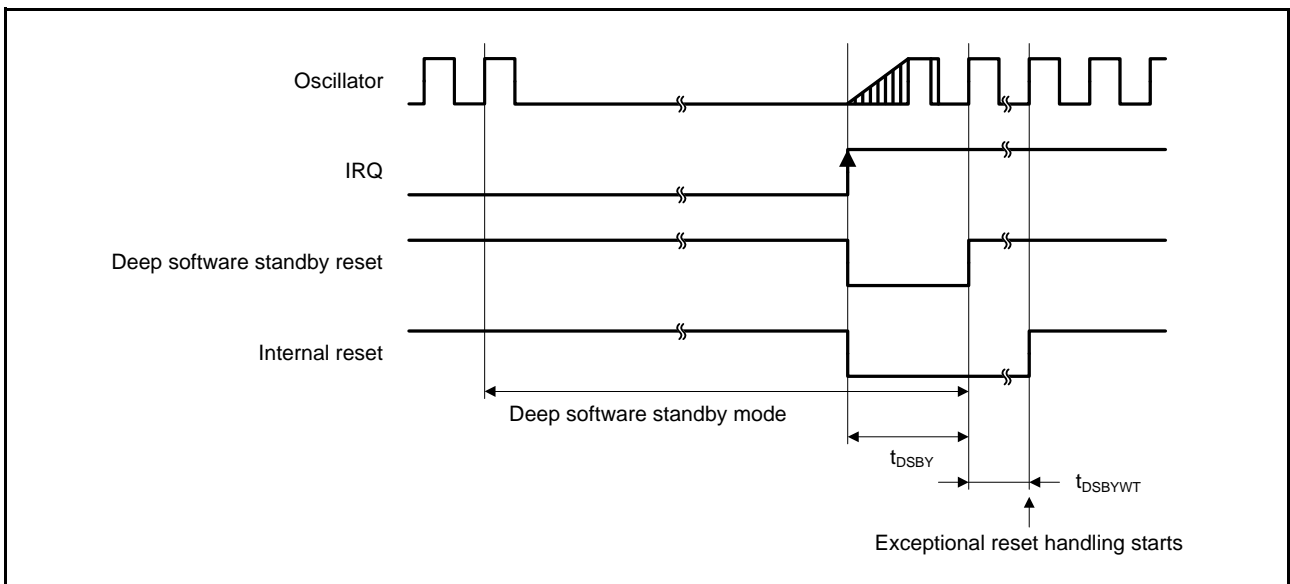 Oscillator
IRQ
Deep software standby reset
Internal reset
Deep software standby mode
tDSBY
tDSBYWT
Exceptional reset handling starts